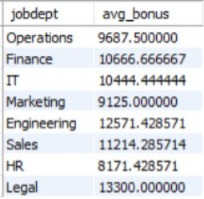 jobdept avg_bonus
Operations 9687.500000
Finance 10666.666667
IT 10444.444444
Marketing 9125.000000
Engineering 12571.428571
Sales 11214.285714
HR 8171.428571
Legal 13300.000000